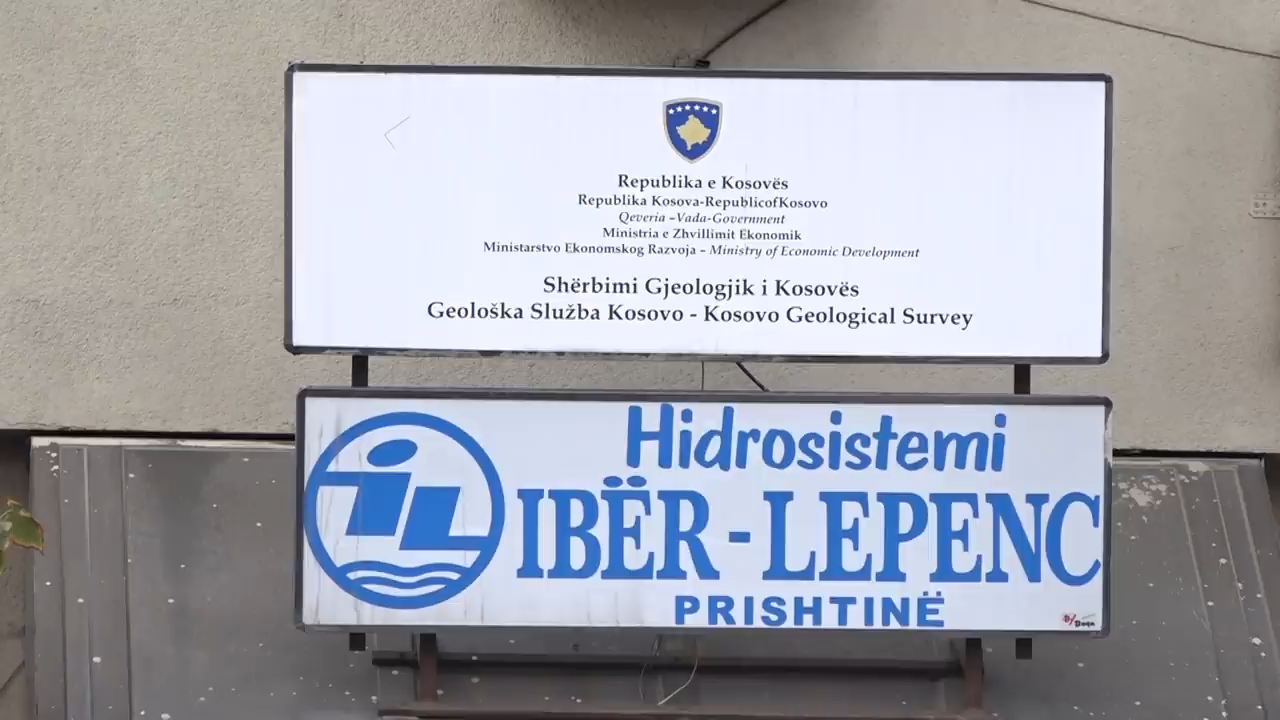 Republika e Kosovës
Republika Kosova-RepublicofKosovo
Qeveria –Vada-Government
Ministria e Zhvillimit Ekonomik
Ministarstvo Ekonomskog Razvoja – Ministry of Economic Development
Shërbimi Gjeologjik i Kosovës
Geološka Služba Kosovo - Kosovo Geological Survey
iL
Hidrosistemi
IBËR-LEPENC
PRISHTINË